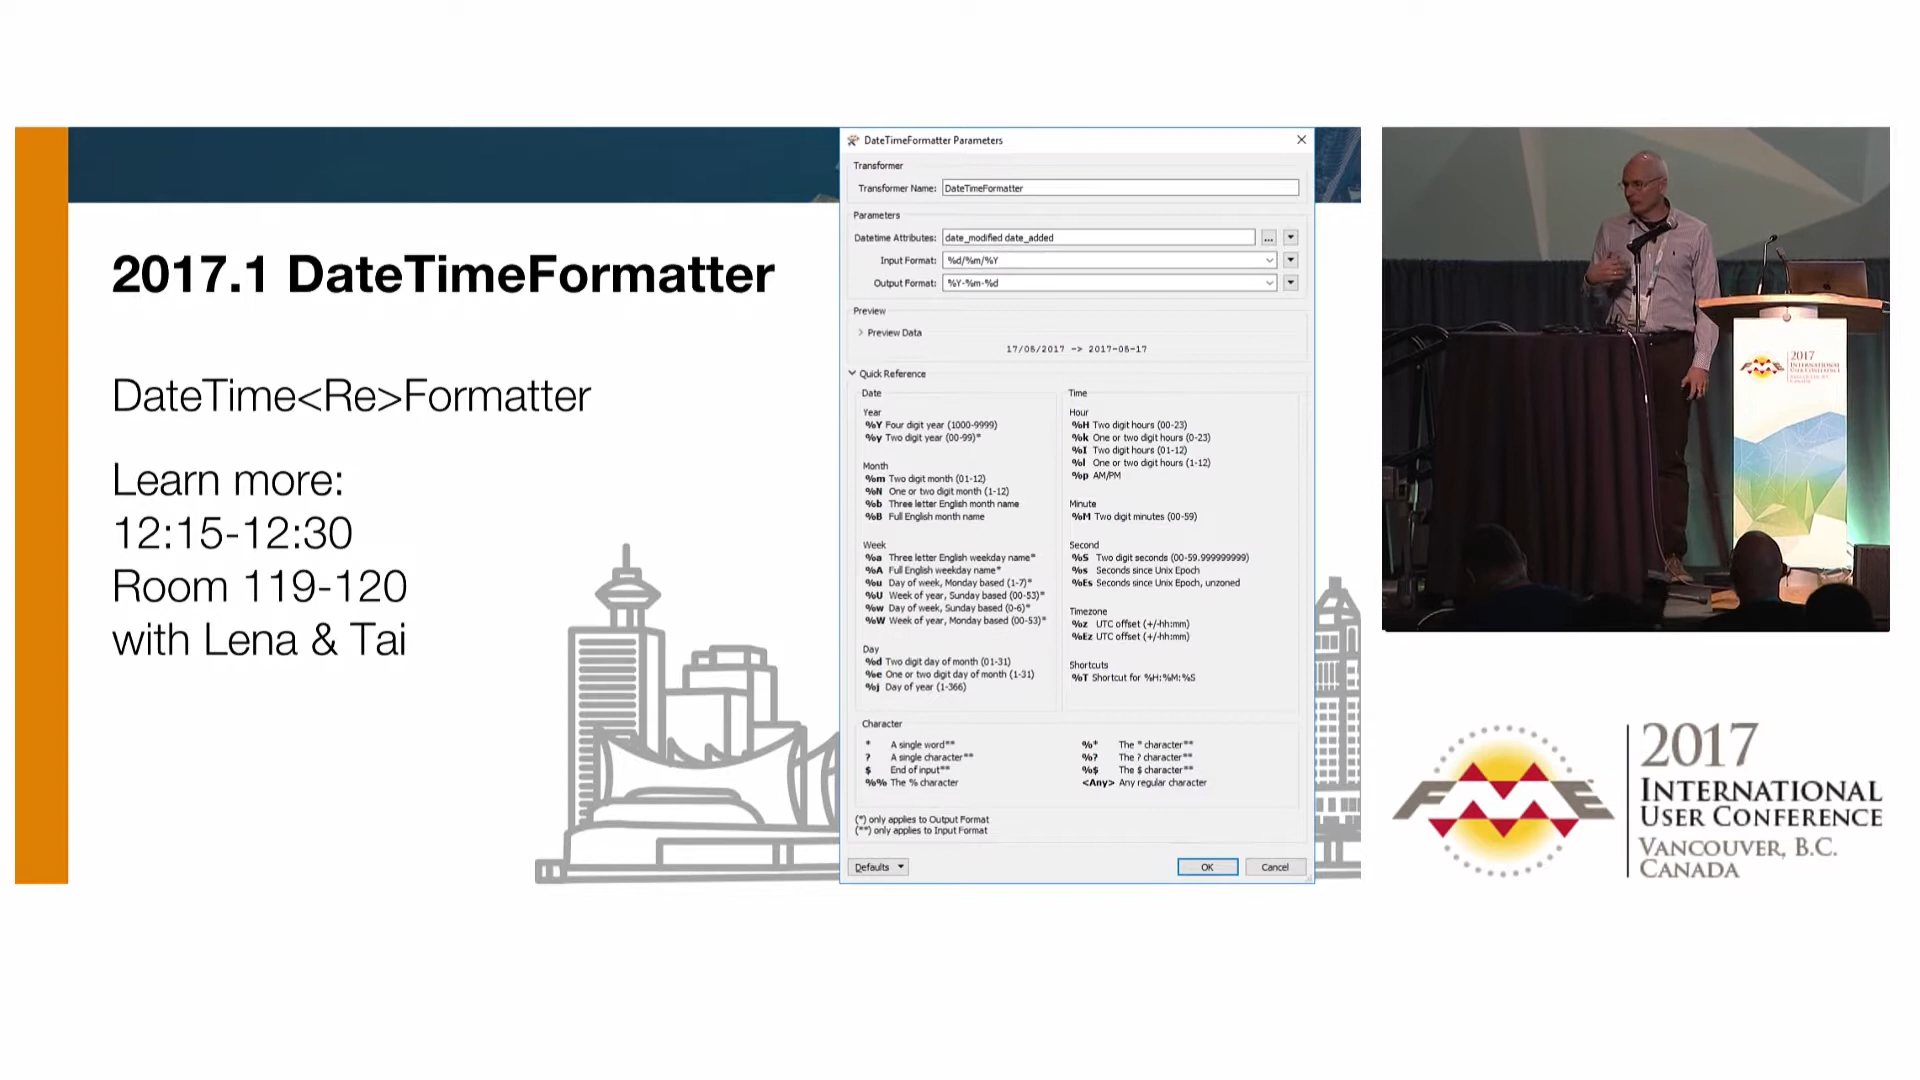 2017.1 DateTimeFormatter
DateTime<Re>Formatter
Learn more:
12:15-12:30
Room 119-120
with Lena & Tai
DateTimeFormatter Parameters
Transformer
Transformer Name: DateTimeFormatter
Parameters
Datetime Attributes: date_modified date_added ...
Input Format: %d/%m/%Y
Output Format: %Y-%m-%d
Preview
Preview Data
17/05/2017 -> 2017-05-17
Quick Reference
Date
Year
%Y Four digit year (1000-9999)
%y Two digit year (00-99)*
Month
%m Two digit month (01-12)
%N One or two digit month (1-12)
%b Three letter English month name
%B Full English month name
Week
%a Three letter English weekday name*
%A Full English weekday name*
%u Day of week, Monday based (1-7)*
%U Week of year, Sunday based (00-53)*
%w Day of week, Sunday based (0-6)*
%W Week of year, Monday based (00-53)*
Day
%d Two digit day of month (01-31)
%e One or two digit day of month (1-31)
%j Day of year (1-366)
Time
Hour
%H Two digit hours (00-23)
%k One or two digit hours (0-23)
%I Two digit hours (01-12)
%l One or two digit hours (1-12)
%p AM/PM
Minute
%M Two digit minutes (00-59)
Second
%S Two digit seconds (00-59.999999999)
%s Seconds since Unix Epoch
%Es Seconds since Unix Epoch, unzoned
Timezone
%z UTC offset (+/-hhmm)
%Ez UTC offset (+/-hh:mm)
Shortcuts
%T Shortcut for %H:%M:%S
Character
* A single word**
? A single character**
$ End of input**
%% The % character
%* The * character**
%? The ? character**
%$ The $ character**
<Any> Any regular character
(*) only applies to Output Format
(**) only applies to Input Format
Defaults
OK
Cancel
2017
INTERNATIONAL
USER CONFERENCE
VANCOUVER, B.C.
CANADA
FME
2017
INTERNATIONAL
USER CONFERENCE
VANCOUVER, B.C.
CANADA